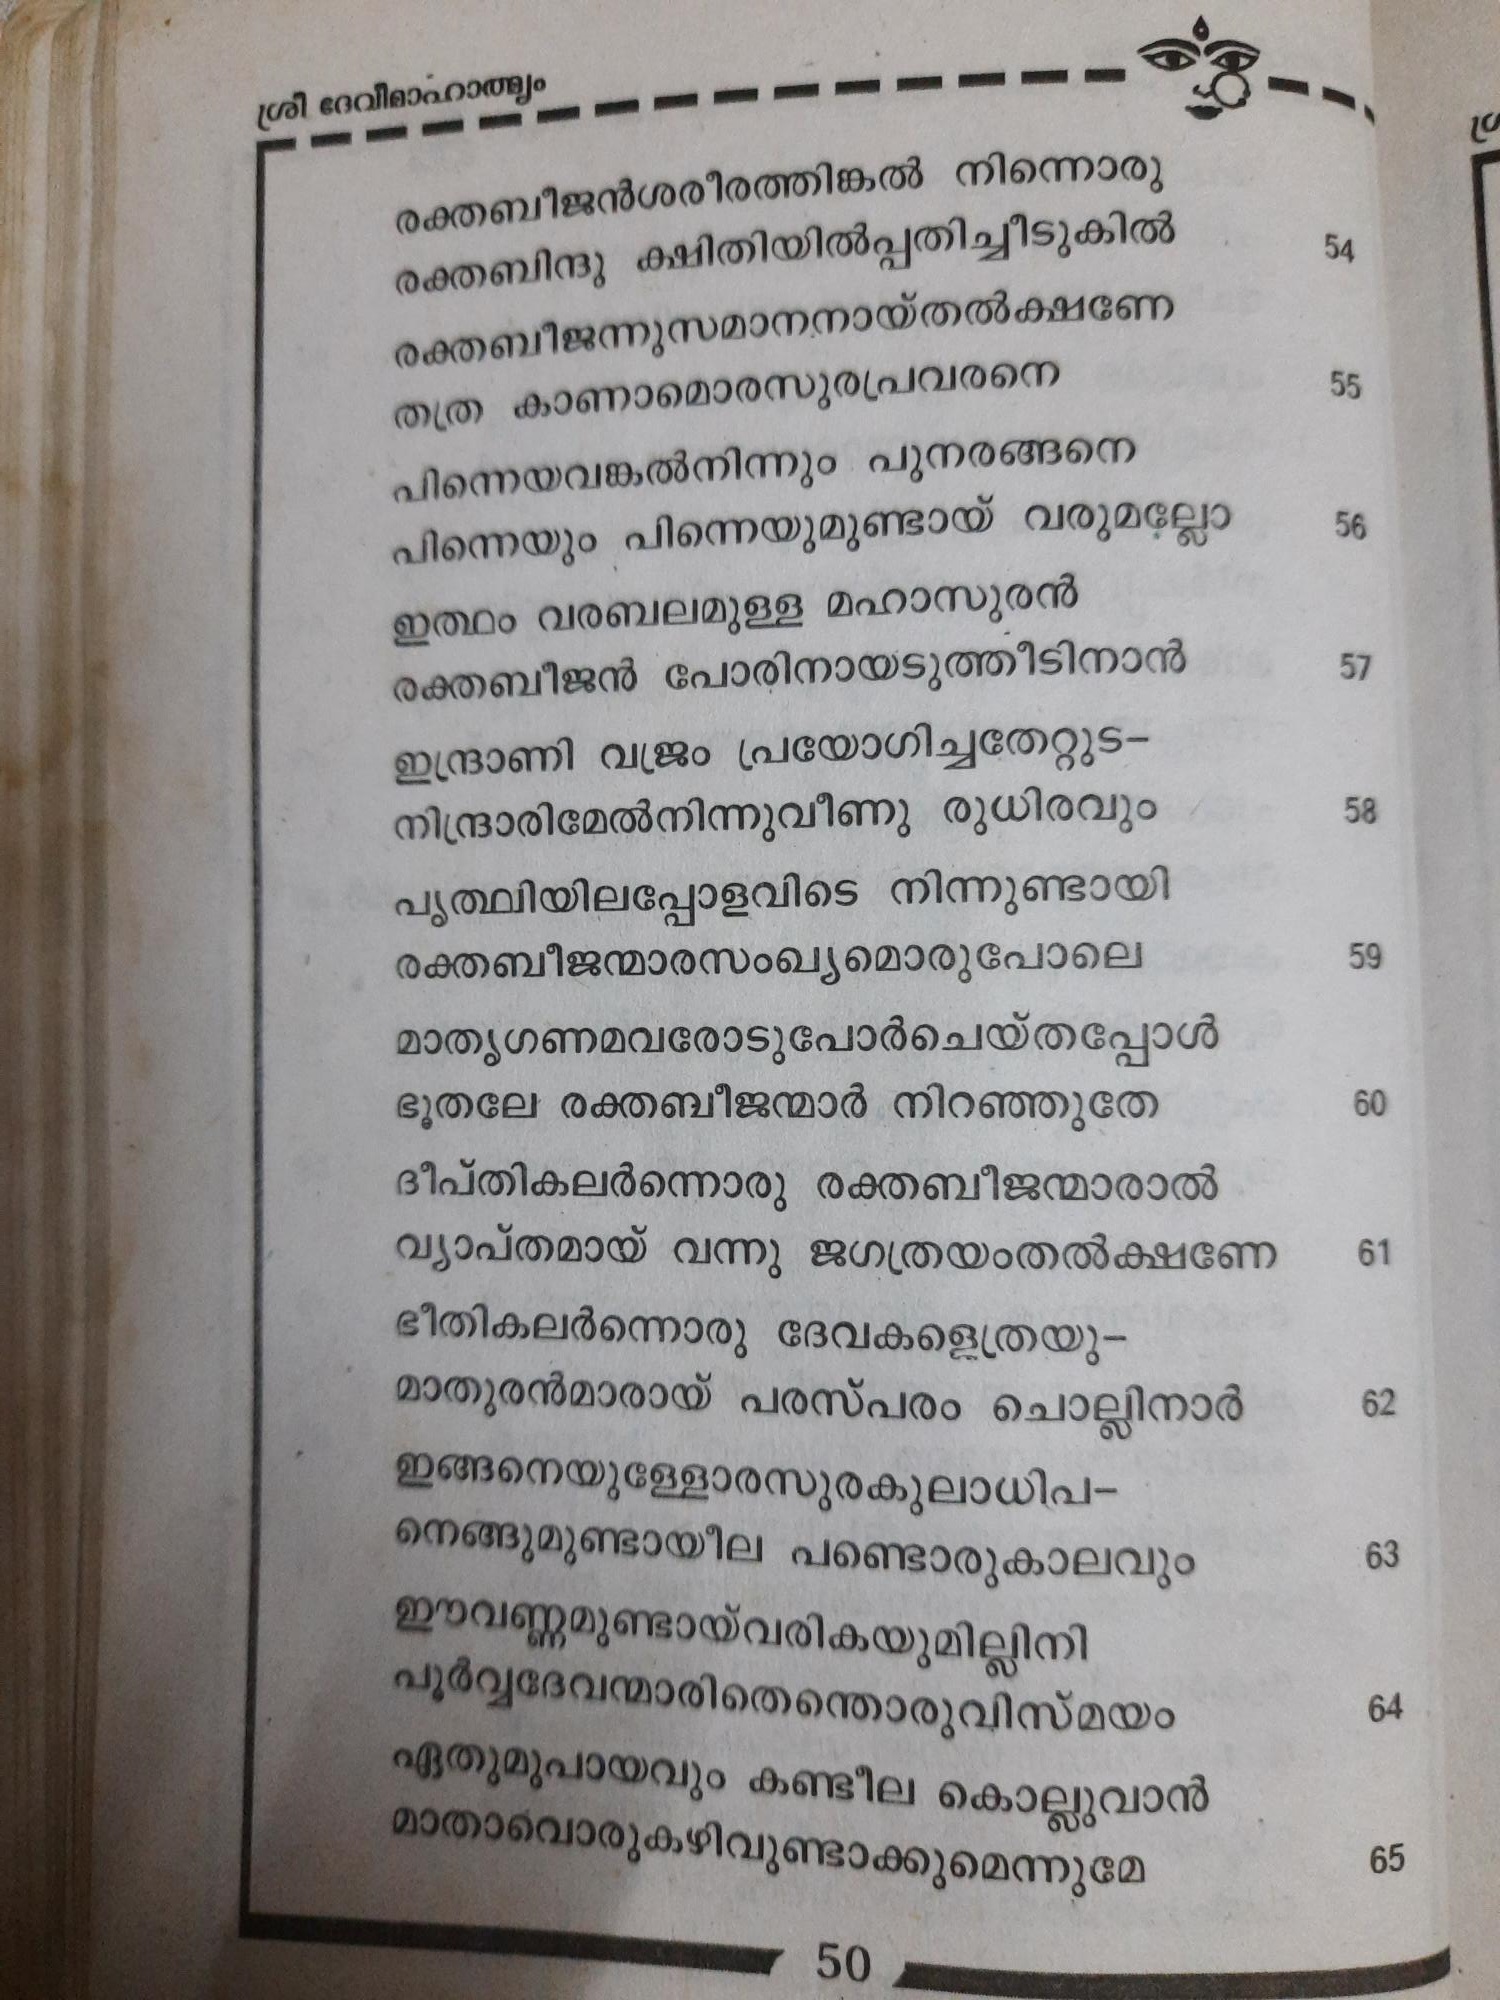 ശ്രീ ദേവീമാഹാത്മ്യം
രക്തബീജൻശരീരത്തിങ്കൽ നിന്നൊരു
രക്തബിന്ദു ക്ഷിതിയിൽപ്പതിച്ചീടുകിൽ 54
രക്തബീജന്നുസമാനനായ്തൽക്ഷണേ
തത്ര കാണാമൊരസുരപ്രവരനെ 55
പിന്നെയവങ്കൽനിന്നും പുനരങ്ങനെ
പിന്നെയും പിന്നെയുമുണ്ടായ് വരുമല്ലോ 56
ഇത്ഥം വരബലമുള്ള മഹാസുരൻ
രക്തബീജൻ പോരിനായടുത്തീടിനാൻ 57
ഇന്ദ്രാണി വജ്രം പ്രയോഗിച്ചതേറ്റുട–
നിന്ദ്രാരിമേൽനിന്നുവീണു രുധിരവും 58
പൃത്ഥിയിലപ്പോളവിടെ നിന്നുണ്ടായി
രക്തബീജന്മാരസംഖ്യമൊരുപോലെ 59
മാതൃഗണമവരോടുപോർചെയ്തപ്പോൾ
ഭൂതലേ രക്തബീജന്മാർ നിറഞ്ഞുതേ 60
ദീപ്തികലർന്നൊരു രക്തബീജന്മാരാൽ
വ്യാപ്തമായ് വന്നു ജഗത്രയംതൽക്ഷണേ 61
ഭീതികലർന്നൊരു ദേവകളെത്രയു–
മാതുരൻമാരായ് പരസ്പരം ചൊല്ലിനാർ 62
ഇങ്ങനെയുള്ളോരസുരകുലാധിപ–
നെങ്ങുമുണ്ടായീല പണ്ടൊരുകാലവും 63
ഈവണ്ണമുണ്ടായ്‌വരികയുമില്ലിനി
പൂർവ്വദേവന്മാരിതെന്തൊരുവിസ്മയം 64
ഏതുമുപായവും കണ്ടീല കൊല്ലുവാൻ
മാതാവൊരുകഴിവുണ്ടാക്കുമെന്നുമേ 65
50